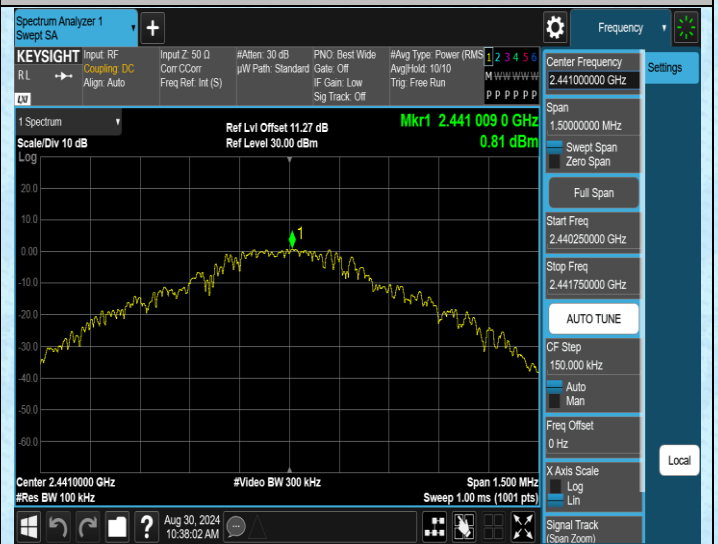 Spectrum Analyzer 1
Swept SA
Frequency
KEYSIGHT
RL
LXI
Input: RF
Coupling: DC
Align: Auto
Input Z: 50 Ω
Corr CCorr
Freq Ref: Int (S)
#Atten: 30 dB
µW Path: Standard
PNO: Best Wide
Gate: Off
IF Gain: Low
Sig Track: Off
#Avg Type: Power (RMS
Avg|Hold: 10/10
Trig: Free Run
1 2 3 4 5 6
M W W W W W
P P P P P P
1 Spectrum
Scale/Div 10 dB
Log
Ref Lvl Offset 11.27 dB
Ref Level 30.00 dBm
Mkr1 2.441 009 0 GHz
0.81 dBm
20.0
10.0
0.00
-10.0
-20.0
-30.0
-40.0
-50.0
-60.0
1
Center 2.4410000 GHz
#Res BW 100 kHz
#Video BW 300 kHz
Span 1.500 MHz
Sweep 1.00 ms (1001 pts)
Aug 30, 2024
10:38:02 AM
?
Center Frequency
2.441000000 GHz
Span
1.50000000 MHz
Swept Span
Zero Span
Full Span
Start Freq
2.440250000 GHz
Stop Freq
2.441750000 GHz
AUTO TUNE
CF Step
150.000 kHz
Auto
Man
Freq Offset
0 Hz
X Axis Scale
Log
Lin
Signal Track
(Span Zoom)
Settings
Local